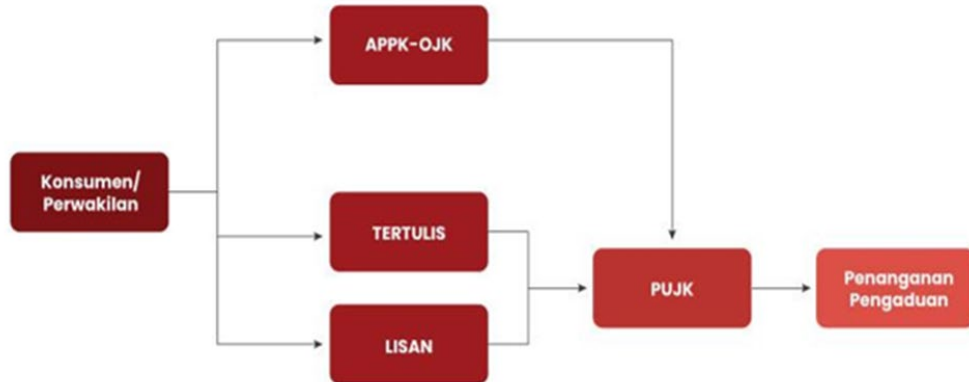 APPK-OJK
Konsumen/
Perwakilan
TERTULIS
LISAN
PUJK
Penanganan
Pengaduan